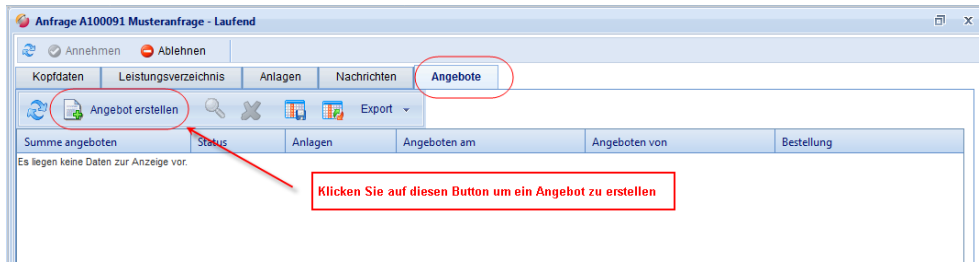 Anfrage A100091 Musteranfrage - Laufend
Annehmen Ablehnen
Kopfdaten Leistungsverzeichnis Anlagen Nachrichten Angebote
Angebot erstellen Export
Summe angeboten Status Anlagen Angeboten am Angeboten von Bestellung
Es liegen keine Daten zur Anzeige vor.
Klicken Sie auf diesen Button um ein Angebot zu erstellen